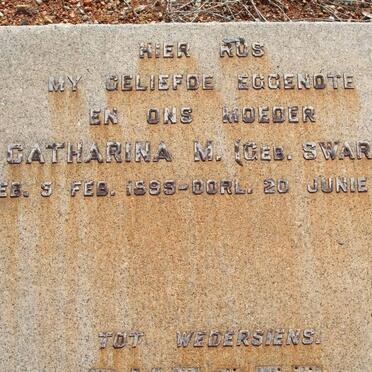 HIER RUS
MY GELIEFDE EGGENOTE
EN ONS MOEDER
CATHARINA M. (GEB. SWAR
EB. 3 FEB. 1895-OORL. 20 JUNIE
TOT WEDERSIENS.